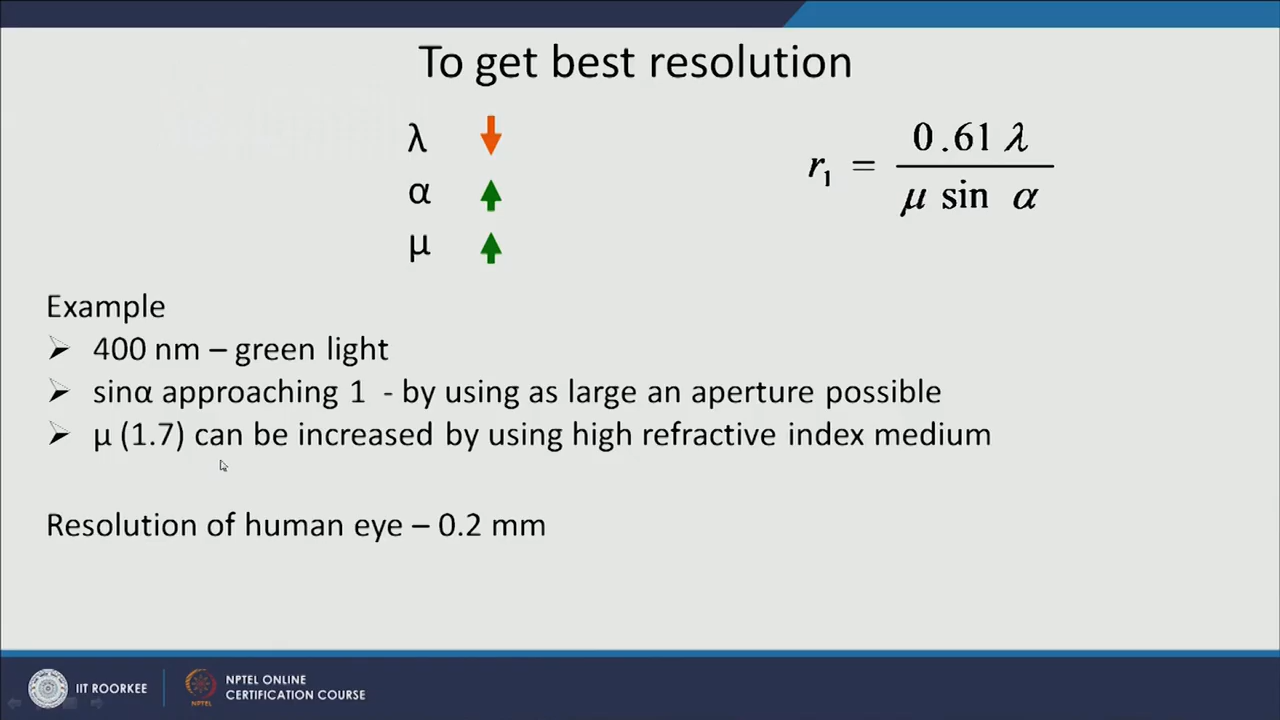 To get best resolution
λ
α
μ
r₁ = 0.61 λ / μ sin α
Example
➢ 400 nm – green light
➢ sinα approaching 1 - by using as large an aperture possible
➢ μ (1.7) can be increased by using high refractive index medium
Resolution of human eye – 0.2 mm
IIT ROORKEE
NPTEL
NPTEL ONLINE
CERTIFICATION COURSE